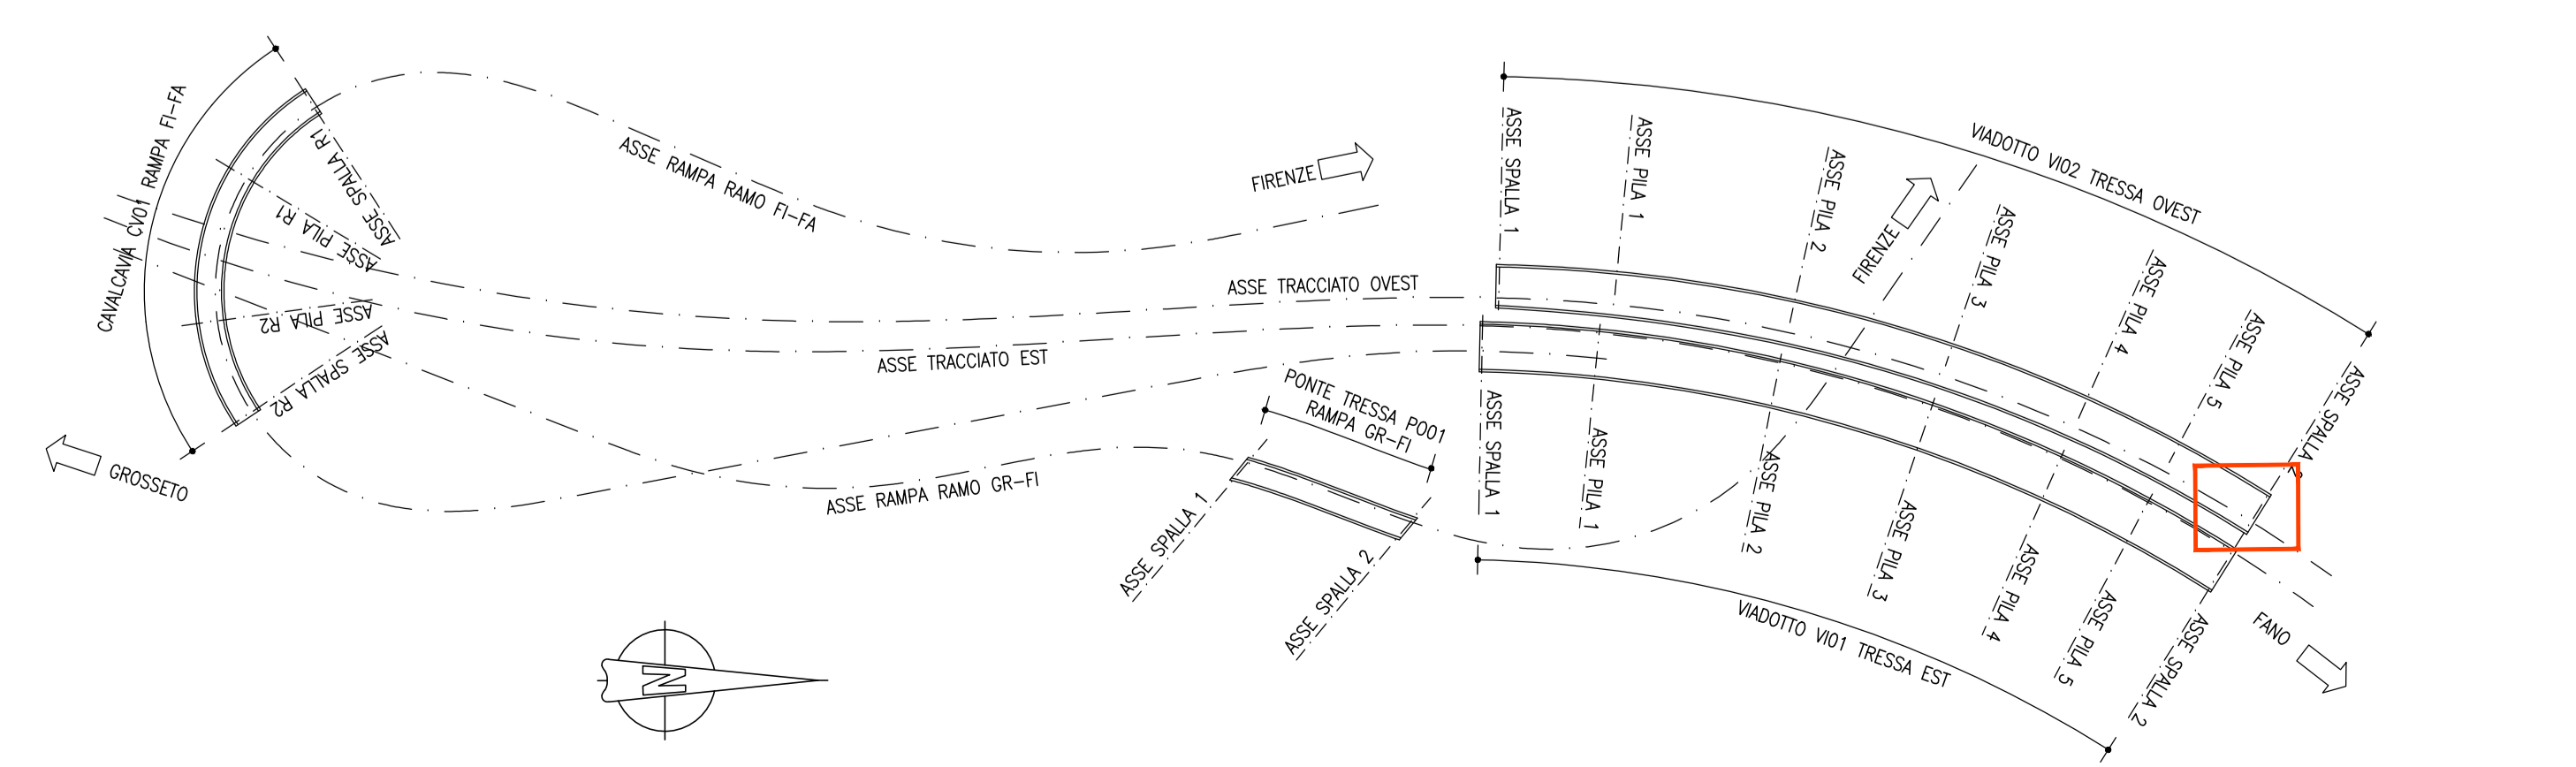 CAVALCAVIA CV01 RAMPA FI-FA
ASSE SPALLA R1
ASSE PILA R1
ASSE PILA R2
ASSE SPALLA R2
GROSSETO
ASSE RAMPA RAMO FI-FA
FIRENZE
ASSE TRACCIATO OVEST
ASSE TRACCIATO EST
ASSE RAMPA RAMO GR-FI
PONTE TRESSA PO01
RAMPA GR-FI
ASSE SPALLA 1
ASSE SPALLA 2
N
VIADOTTO VI02 TRESSA OVEST
ASSE SPALLA 1
ASSE PILA 1
ASSE PILA 2
FIRENZE
ASSE PILA 3
ASSE PILA 4
ASSE PILA 5
ASSE SPALLA 2
ASSE SPALLA 1
ASSE PILA 1
ASSE PILA 2
ASSE PILA 3
ASSE PILA 4
ASSE PILA 5
ASSE SPALLA 2
VIADOTTO VI01 TRESSA EST
FANO